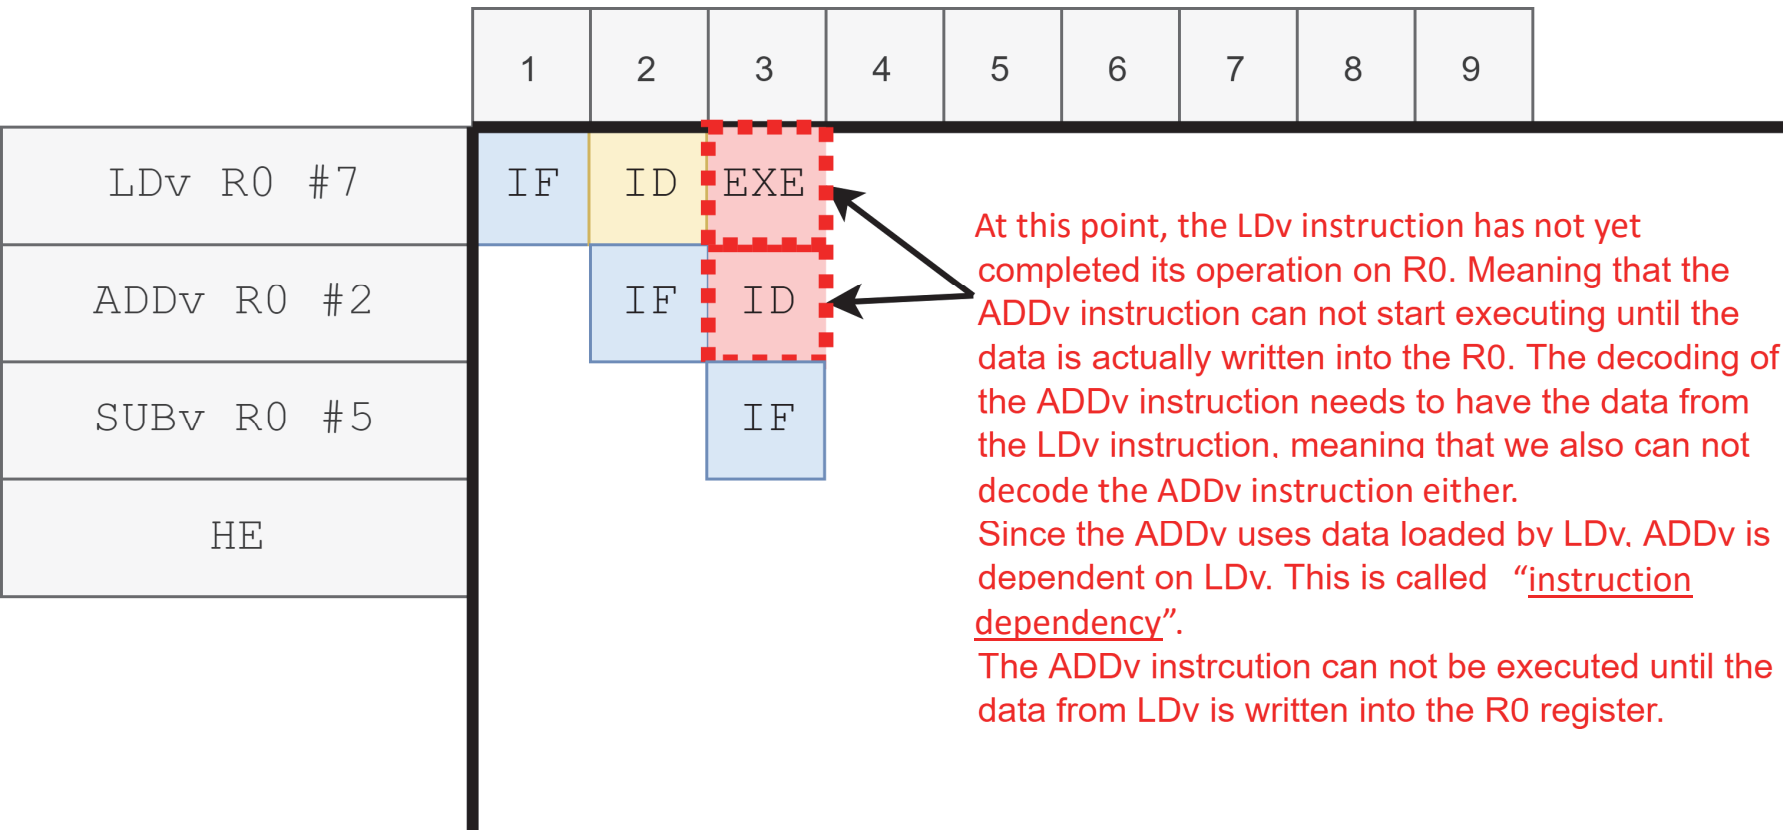 1 2 3 4 5 6 7 8 9
LDv R0 #7 IF ID EXE
ADDv R0 #2 IF ID
SUBv R0 #5 IF
HE
At this point, the LDv instruction has not yet
completed its operation on R0. Meaning that the
ADDv instruction can not start executing until the
data is actually written into the R0. The decoding of
the ADDv instruction needs to have the data from
the LDv instruction, meaning that we also can not
decode the ADDv instruction either.
Since the ADDv uses data loaded by LDv, ADDv is
dependent on LDv. This is called “instruction
dependency”.
The ADDv instrcution can not be executed until the
data from LDv is written into the R0 register.